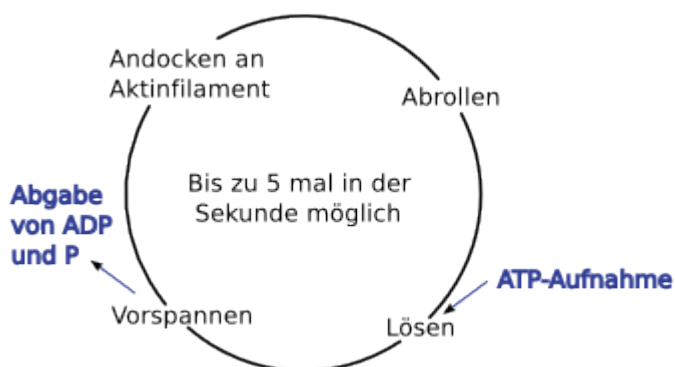 Andocken an
Aktinfilament
Abrollen
Bis zu 5 mal in der
Sekunde möglich
Abgabe
von ADP
und P
ATP-Aufnahme
Vorspannen
Lösen